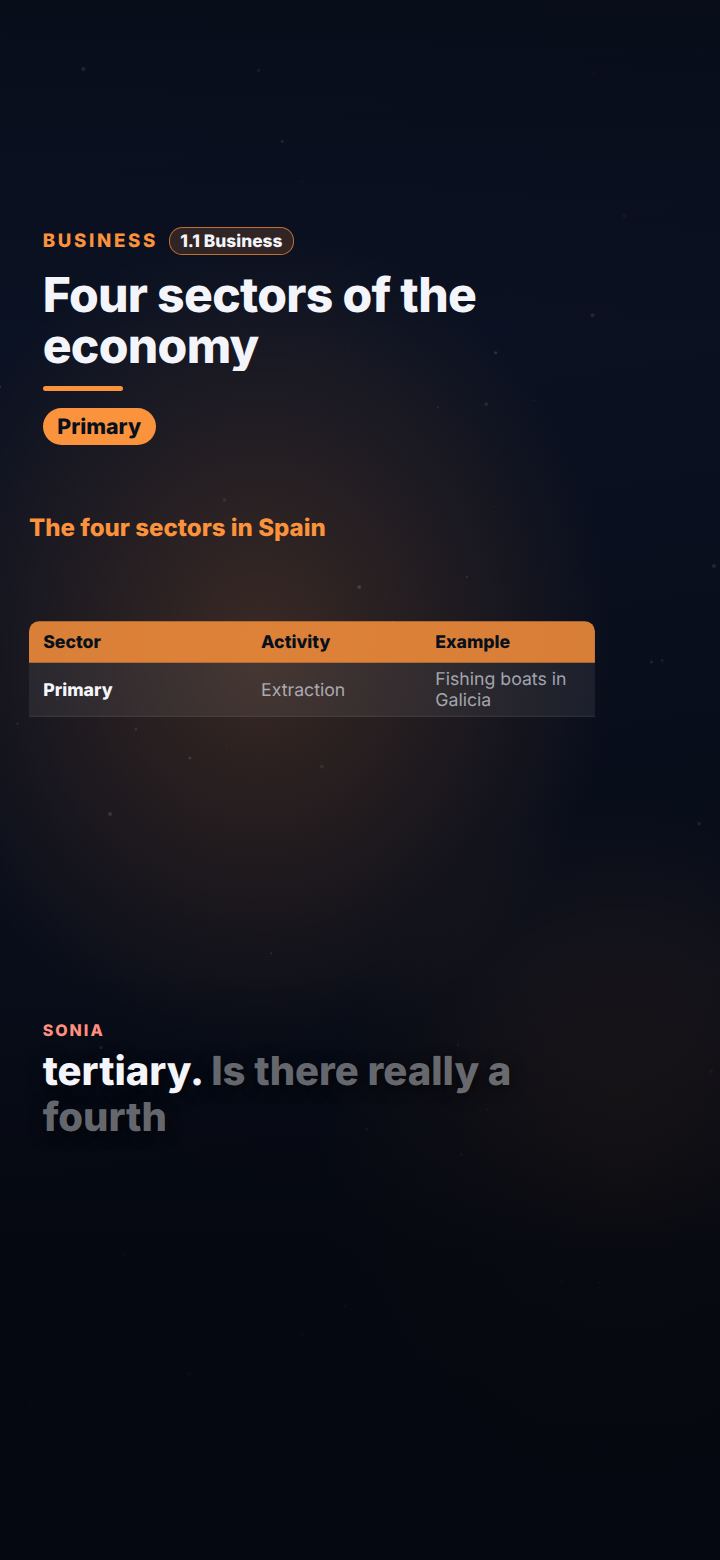 BUSINESS 1.1 Business
Four sectors of the
economy
Primary
The four sectors in Spain
Sector Activity Example
Primary Extraction Fishing boats in
Galicia
SONIA
tertiary. Is there really a
fourth